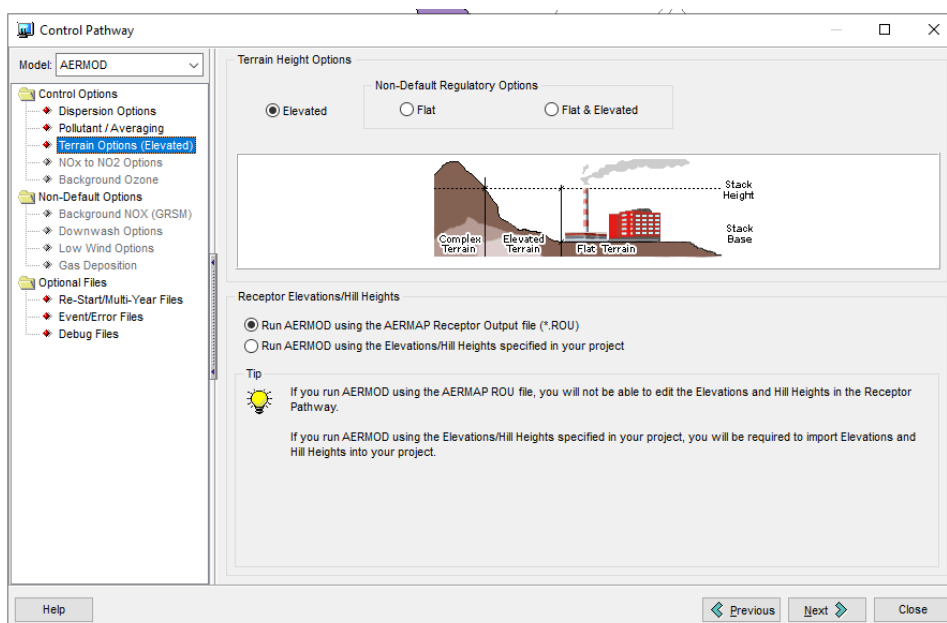 Control Pathway
Model: AERMOD
Control Options
Dispersion Options
Pollutant / Averaging
Terrain Options (Elevated)
NOx to NO2 Options
Background Ozone
Non-Default Options
Background NOX (GRSM)
Downwash Options
Low Wind Options
Gas Deposition
Optional Files
Re-Start/Multi-Year Files
Event/Error Files
Debug Files
Terrain Height Options
Non-Default Regulatory Options
Elevated
Flat
Flat & Elevated
Stack
Height
Stack
Base
Complex
Terrain
Elevated
Terrain
Flat Terrain
Receptor Elevations/Hill Heights
Run AERMOD using the AERMAP Receptor Output file (*.ROU)
Run AERMOD using the Elevations/Hill Heights specified in your project
Tip
If you run AERMOD using the AERMAP ROU file, you will not be able to edit the Elevations and Hill Heights in the Receptor
Pathway.
If you run AERMOD using the Elevations/Hill Heights specified in your project, you will be required to import Elevations and
Hill Heights into your project.
Help
Previous
Next
Close